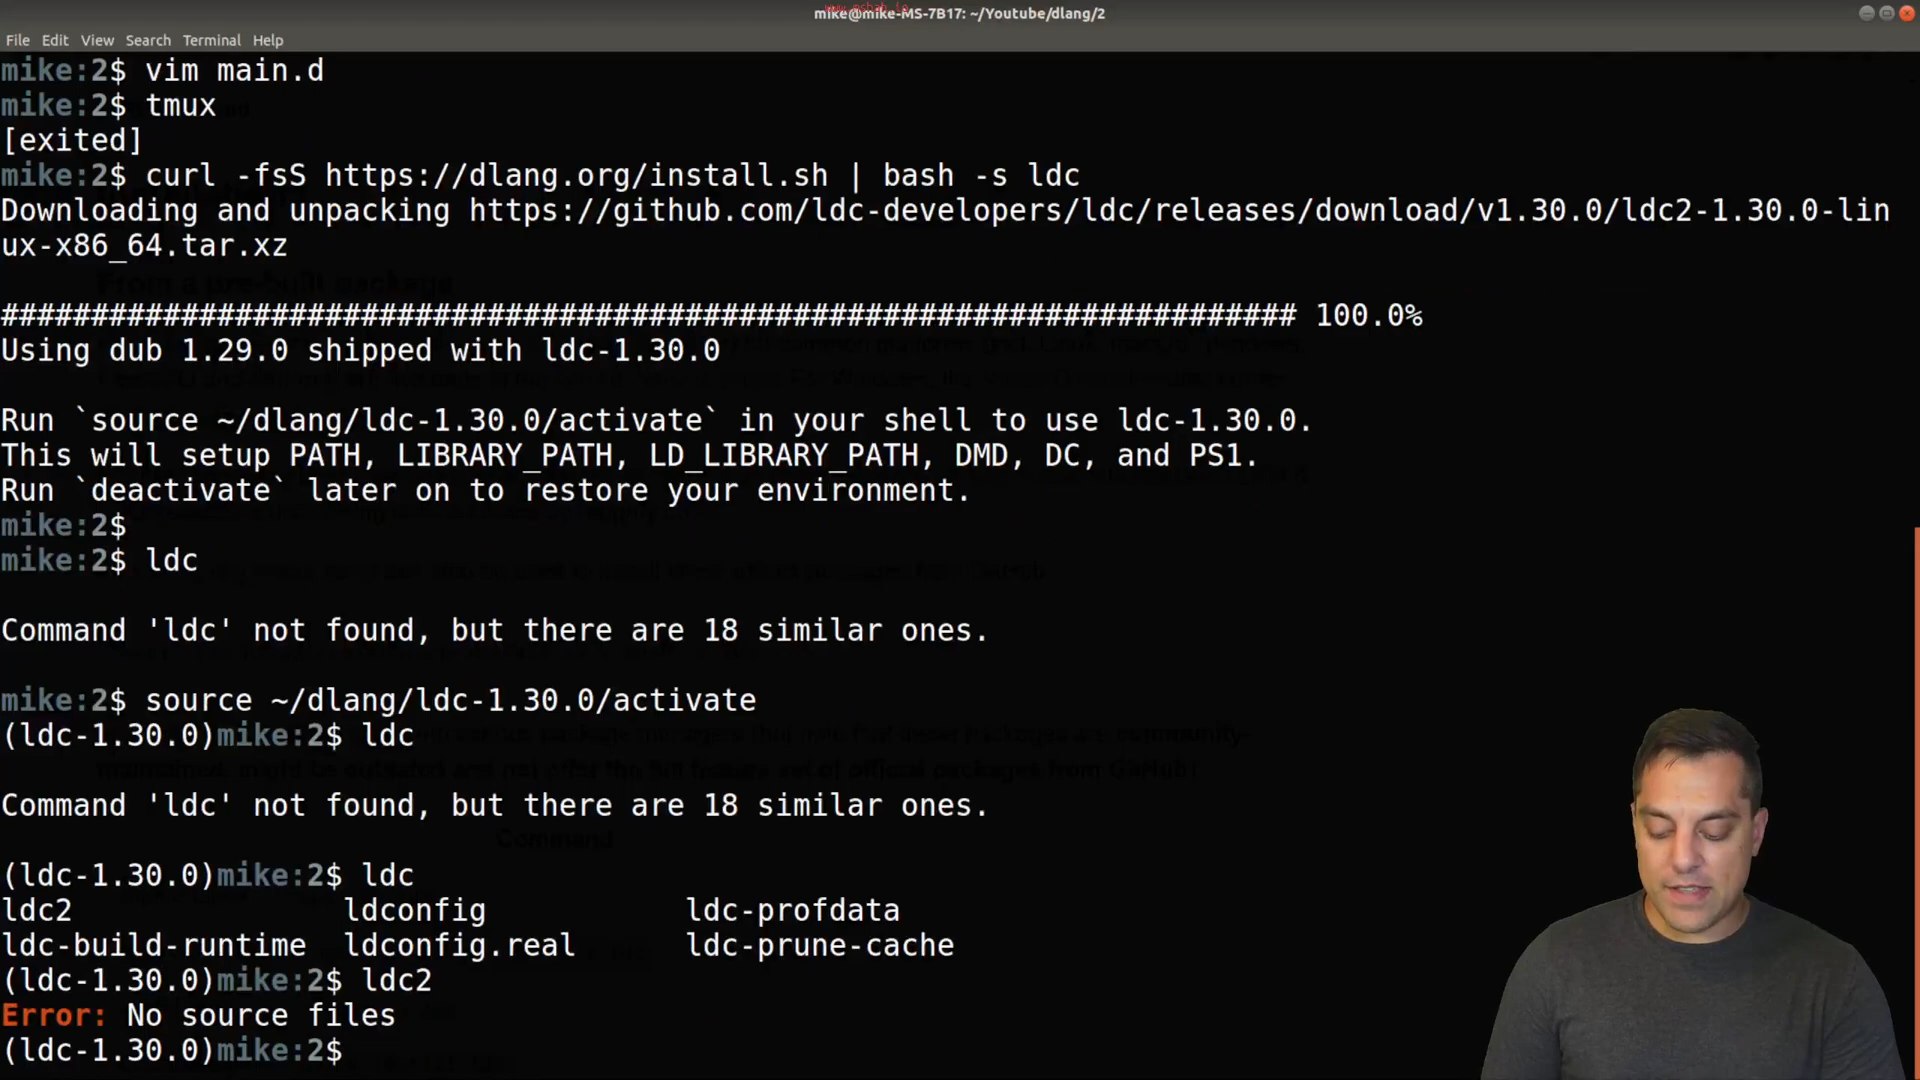 mike@mike-MS-7B17: ~/Youtube/dlang/2
File Edit View Search Terminal Help
mike:2$ vim main.d
mike:2$ tmux
[exited]
mike:2$ curl -fsS https://dlang.org/install.sh | bash -s ldc
Downloading and unpacking https://github.com/ldc-developers/ldc/releases/download/v1.30.0/ldc2-1.30.0-lin
ux-x86_64.tar.xz
From a pre-built package
######################################################################## 100.0%
Using dub 1.29.0 shipped with ldc-1.30.0
Run `source ~/dlang/ldc-1.30.0/activate` in your shell to use ldc-1.30.0.
This will setup PATH, LIBRARY_PATH, LD_LIBRARY_PATH, DMD, DC, and PS1.
Run `deactivate` later on to restore your environment.
mike:2$
mike:2$ ldc
Command 'ldc' not found, but there are 18 similar ones.
mike:2$ source ~/dlang/ldc-1.30.0/activate
(ldc-1.30.0)mike:2$ ldc
Command 'ldc' not found, but there are 18 similar ones.
Command
(ldc-1.30.0)mike:2$ ldc
ldc2 ldconfig ldc-profdata
ldc-build-runtime ldconfig.real ldc-prune-cache
(ldc-1.30.0)mike:2$ ldc2
Error: No source files
(ldc-1.30.0)mike:2$